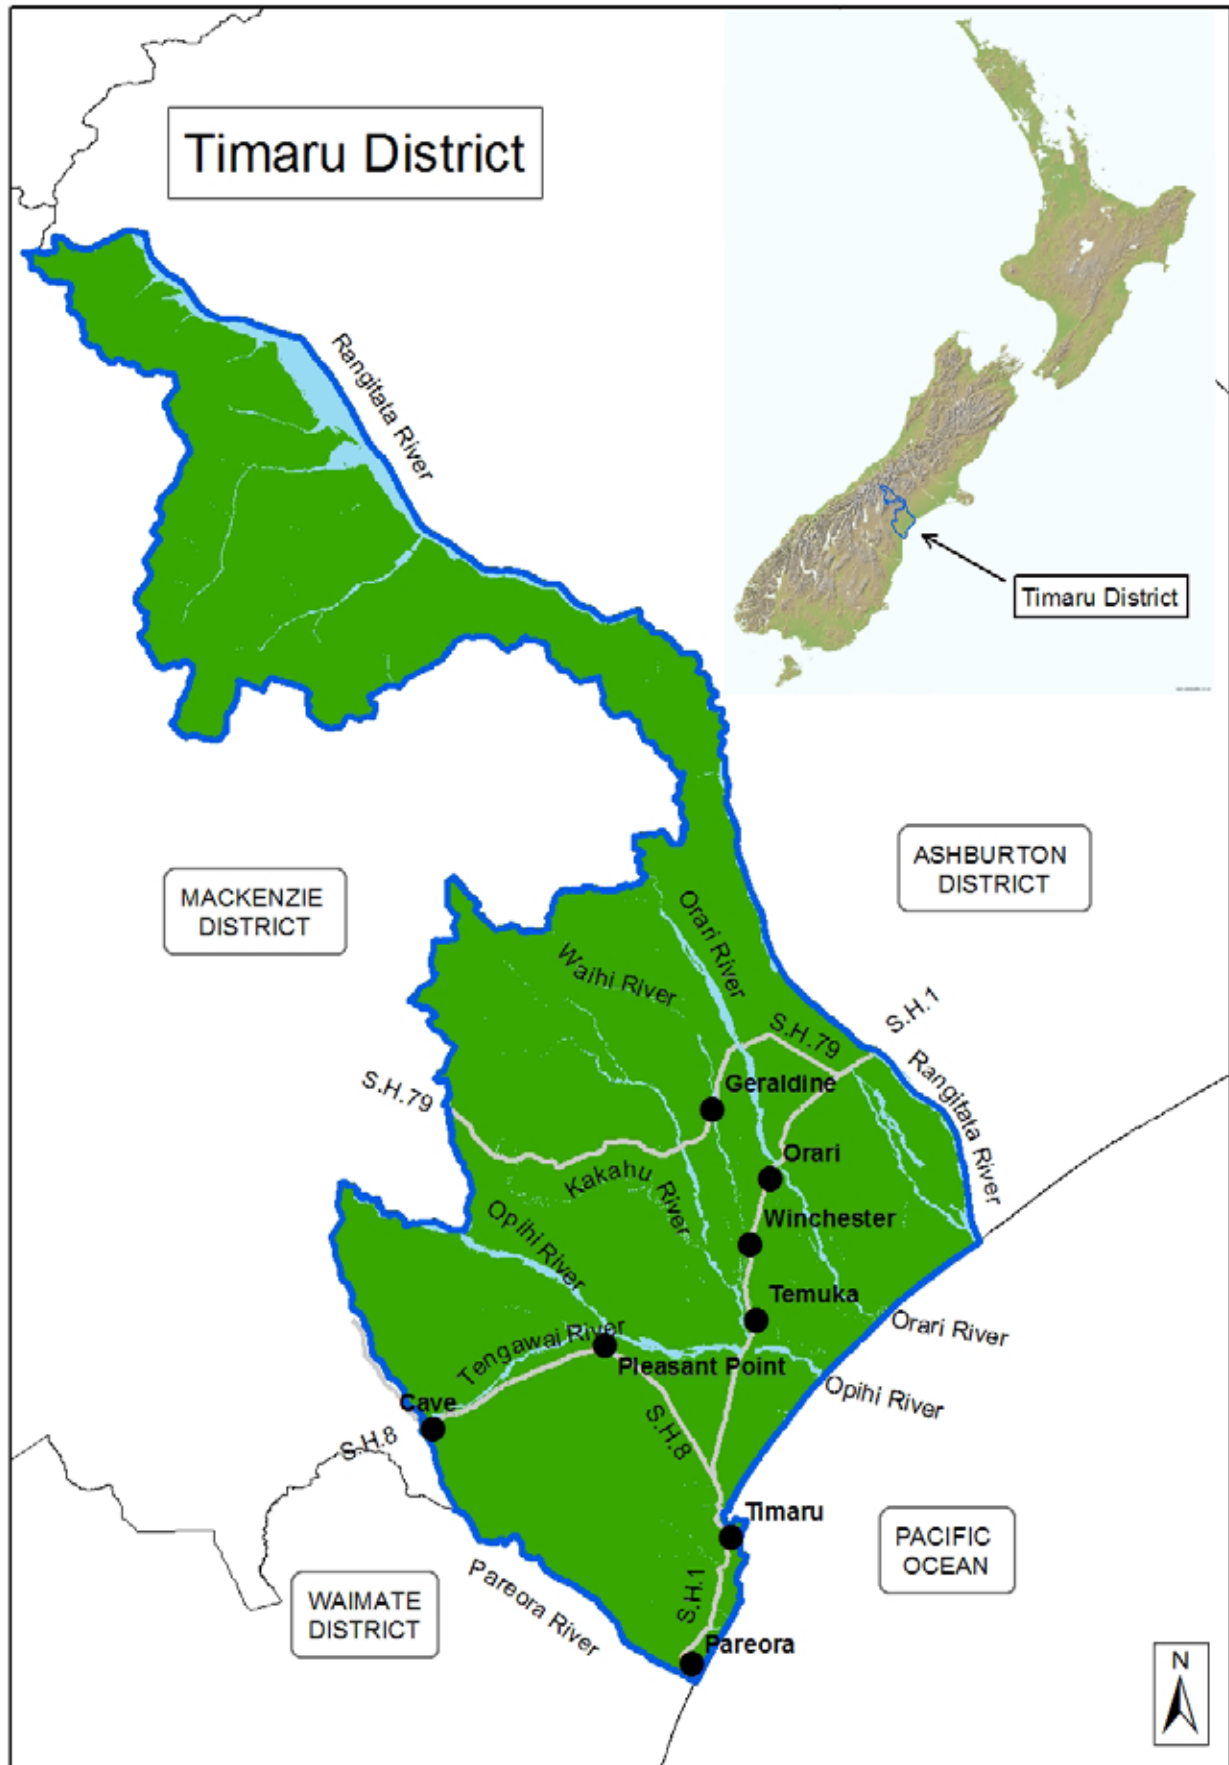 Timaru District
Rangitata River
Timaru District
ASHBURTON
DISTRICT
MACKENZIE
DISTRICT
Orari River
Waihi River
S.H.1
S.H.79
Rangitata River
S.H.79
Geraldine
Orari
Kakahu River
Winchester
Opihi River
Temuka
Orari River
Tengawai River
Pleasant Point
Opihi River
Cave
S.H.8
S.H.8
Timaru
PACIFIC
OCEAN
Pareora River
WAIMATE
DISTRICT
S.H.1
Pareora
N